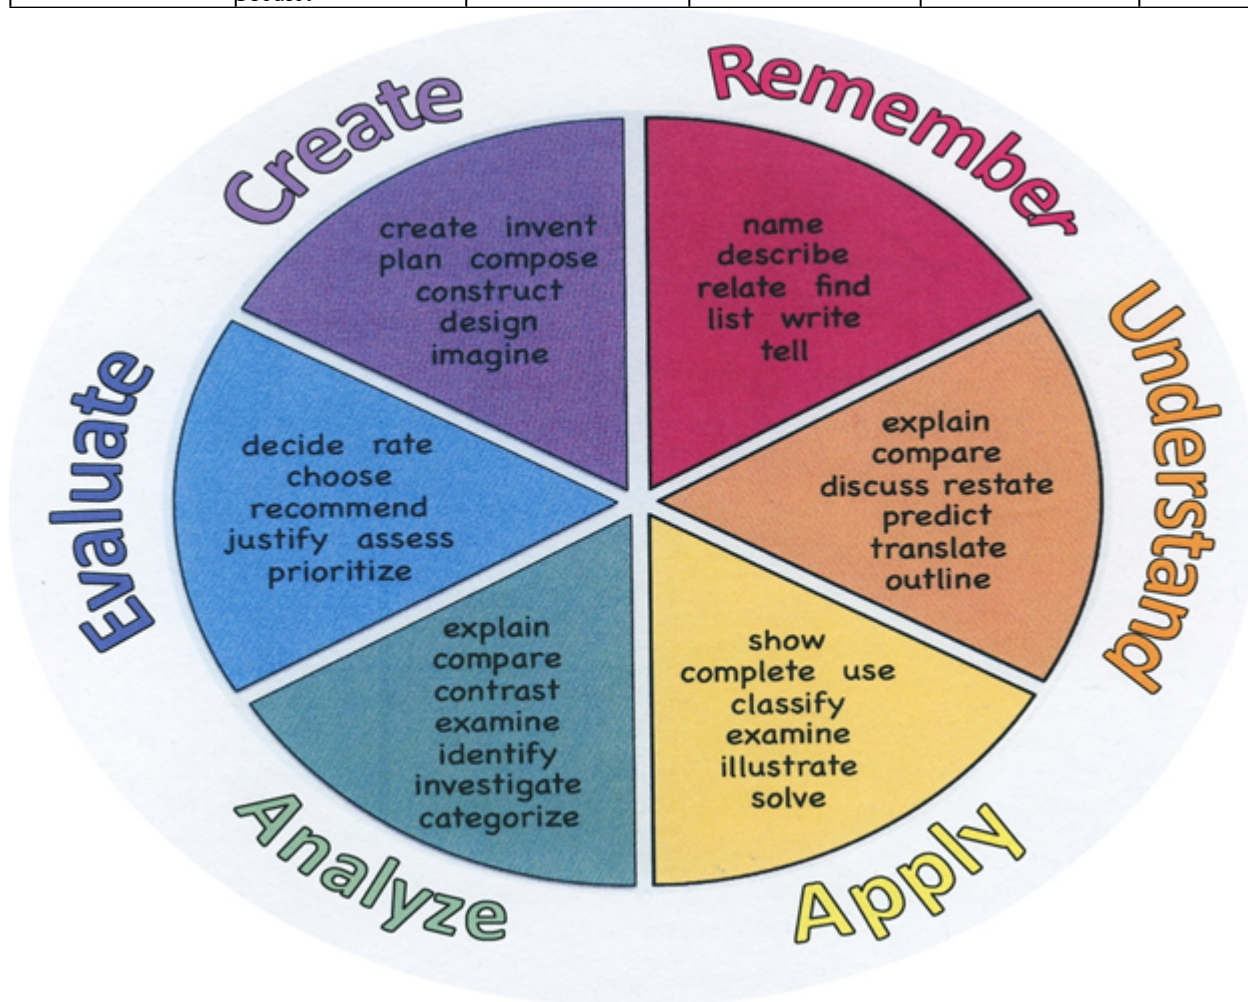 Remember
name
describe
relate find
list write
tell
Understand
explain
compare
discuss restate
predict
translate
outline
Apply
show
complete use
classify
examine
illustrate
solve
Analyze
explain
compare
contrast
examine
identify
investigate
categorize
Evaluate
decide rate
choose
recommend
justify assess
prioritize
Create
create invent
plan compose
construct
design
imagine